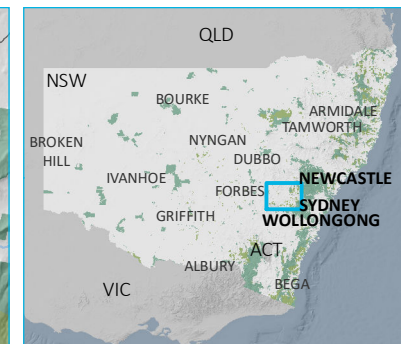 QLD
NSW
BOURKE
ARMIDALE
TAMWORTH
NYNGAN
BROKEN
HILL
DUBBO
IVANHOE
NEWCASTLE
FORBES
SYDNEY
GRIFFITH
WOLLONGONG
ACT
ALBURY
VIC
BEGA